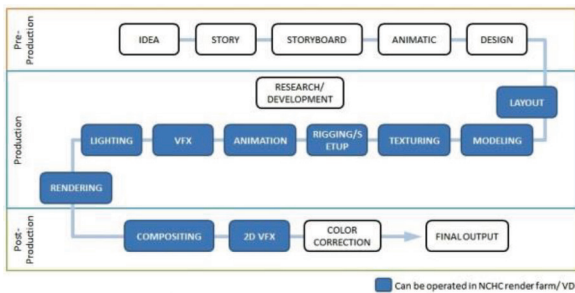 Pre-
Production
IDEA
STORY
STORYBOARD
ANIMATIC
DESIGN
Production
RESEARCH/
DEVELOPMENT
LAYOUT
LIGHTING
VFX
ANIMATION
RIGGING/S
ETUP
TEXTURING
MODELING
RENDERING
Post-
Production
COMPOSITING
2D VFX
COLOR
CORRECTION
FINAL OUTPUT
Can be operated in NCHC render farm/ VD